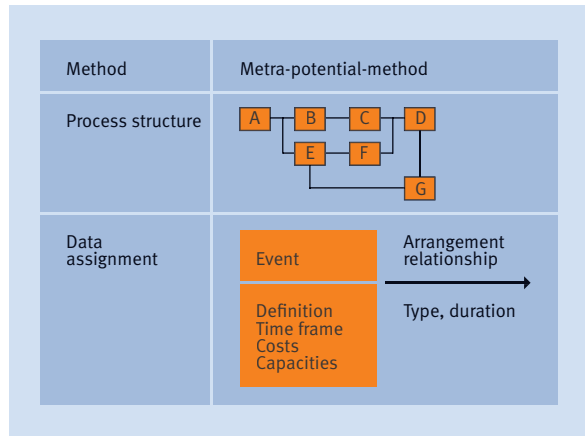 Method
Metra-potential-method
Process structure
A
B
C
D
E
F
G
Data
assignment
Event
Definition
Time frame
Costs
Capacities
Arrangement
relationship
Type, duration